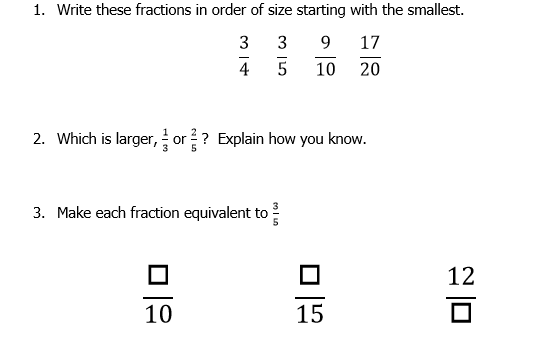 1. Write these fractions in order of size starting with the smallest.
3/4 3/5 9/10 17/20
2. Which is larger, 1/3 or 2/5 ? Explain how you know.
3. Make each fraction equivalent to 3/5
□/10 □/15 12/□